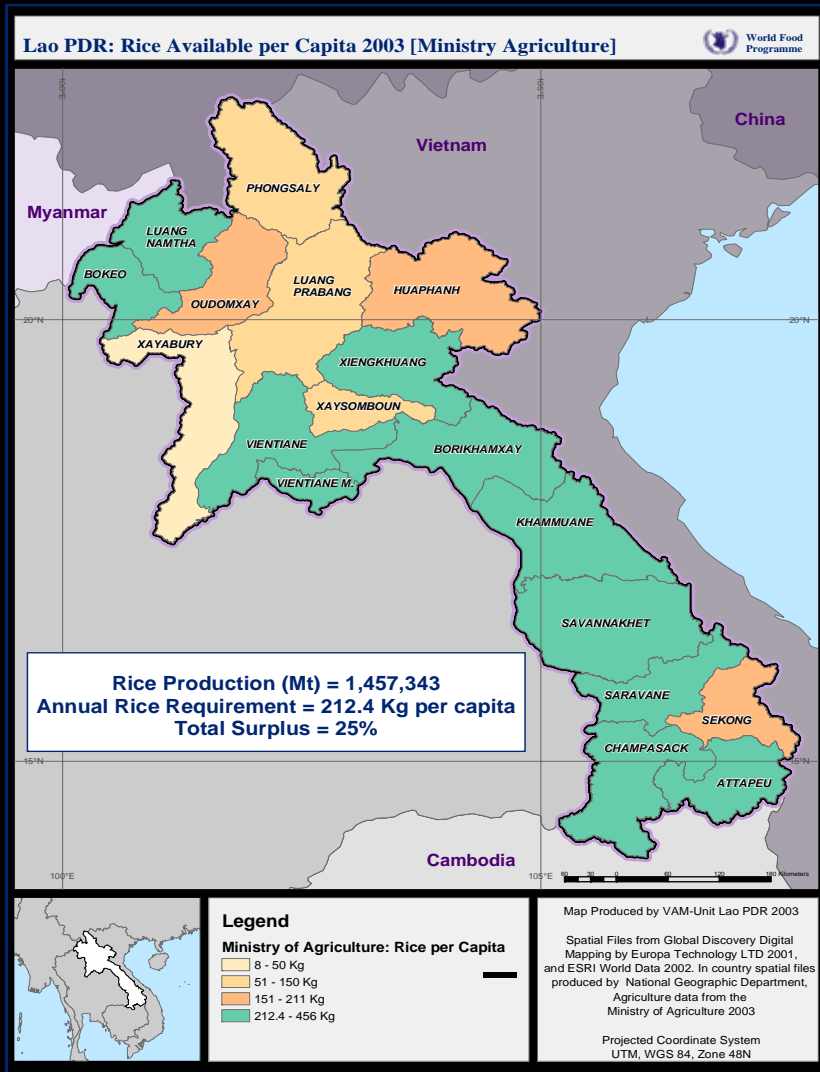 Lao PDR: Rice Available per Capita 2003 [Ministry Agriculture]
World Food
Programme
100°E
105°E
China
Vietnam
Myanmar
PHONGSALY
LUANG
NAMTHA
BOKEO
LUANG
PRABANG
HUAPHANH
OUDOMXAY
20°N
20°N
XAYABURY
XIENGKHUANG
XAYSOMBOUN
VIENTIANE
BORIKHAMXAY
VIENTIANE M.
KHAMMUANE
SAVANNAKHET
Rice Production (Mt) = 1,457,343
Annual Rice Requirement = 212.4 Kg per capita
Total Surplus = 25%
SARAVANE
SEKONG
CHAMPASACK
15°N
15°N
ATTAPEU
Cambodia
100°E
105°E
60 30 0 60 120 180 Kilometers
Legend
Ministry of Agriculture: Rice per Capita
8 - 50 Kg
51 - 150 Kg
151 - 211 Kg
212.4 - 456 Kg
Map Produced by VAM-Unit Lao PDR 2003
Spatial Files from Global Discovery Digital
Mapping by Europa Technology LTD 2001,
and ESRI World Data 2002. In country spatial files
produced by National Geographic Department,
Agriculture data from the
Ministry of Agriculture 2003
Projected Coordinate System
UTM, WGS 84, Zone 48N